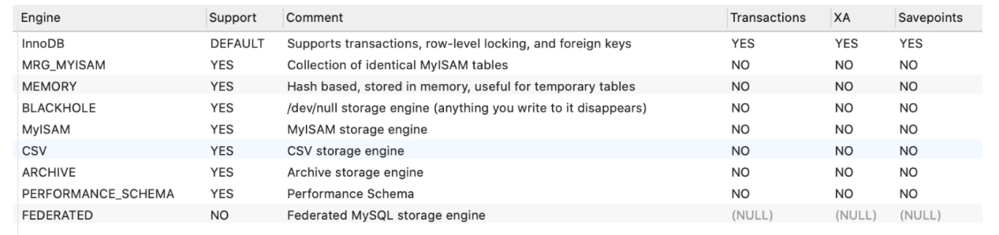 Engine Support Comment Transactions XA Savepoints
InnoDB DEFAULT Supports transactions, row-level locking, and foreign keys YES YES YES
MRG_MYISAM YES Collection of identical MyISAM tables NO NO NO
MEMORY YES Hash based, stored in memory, useful for temporary tables NO NO NO
BLACKHOLE YES /dev/null storage engine (anything you write to it disappears) NO NO NO
MyISAM YES MyISAM storage engine NO NO NO
CSV YES CSV storage engine NO NO NO
ARCHIVE YES Archive storage engine NO NO NO
PERFORMANCE_SCHEMA YES Performance Schema NO NO NO
FEDERATED NO Federated MySQL storage engine (NULL) (NULL) (NULL)